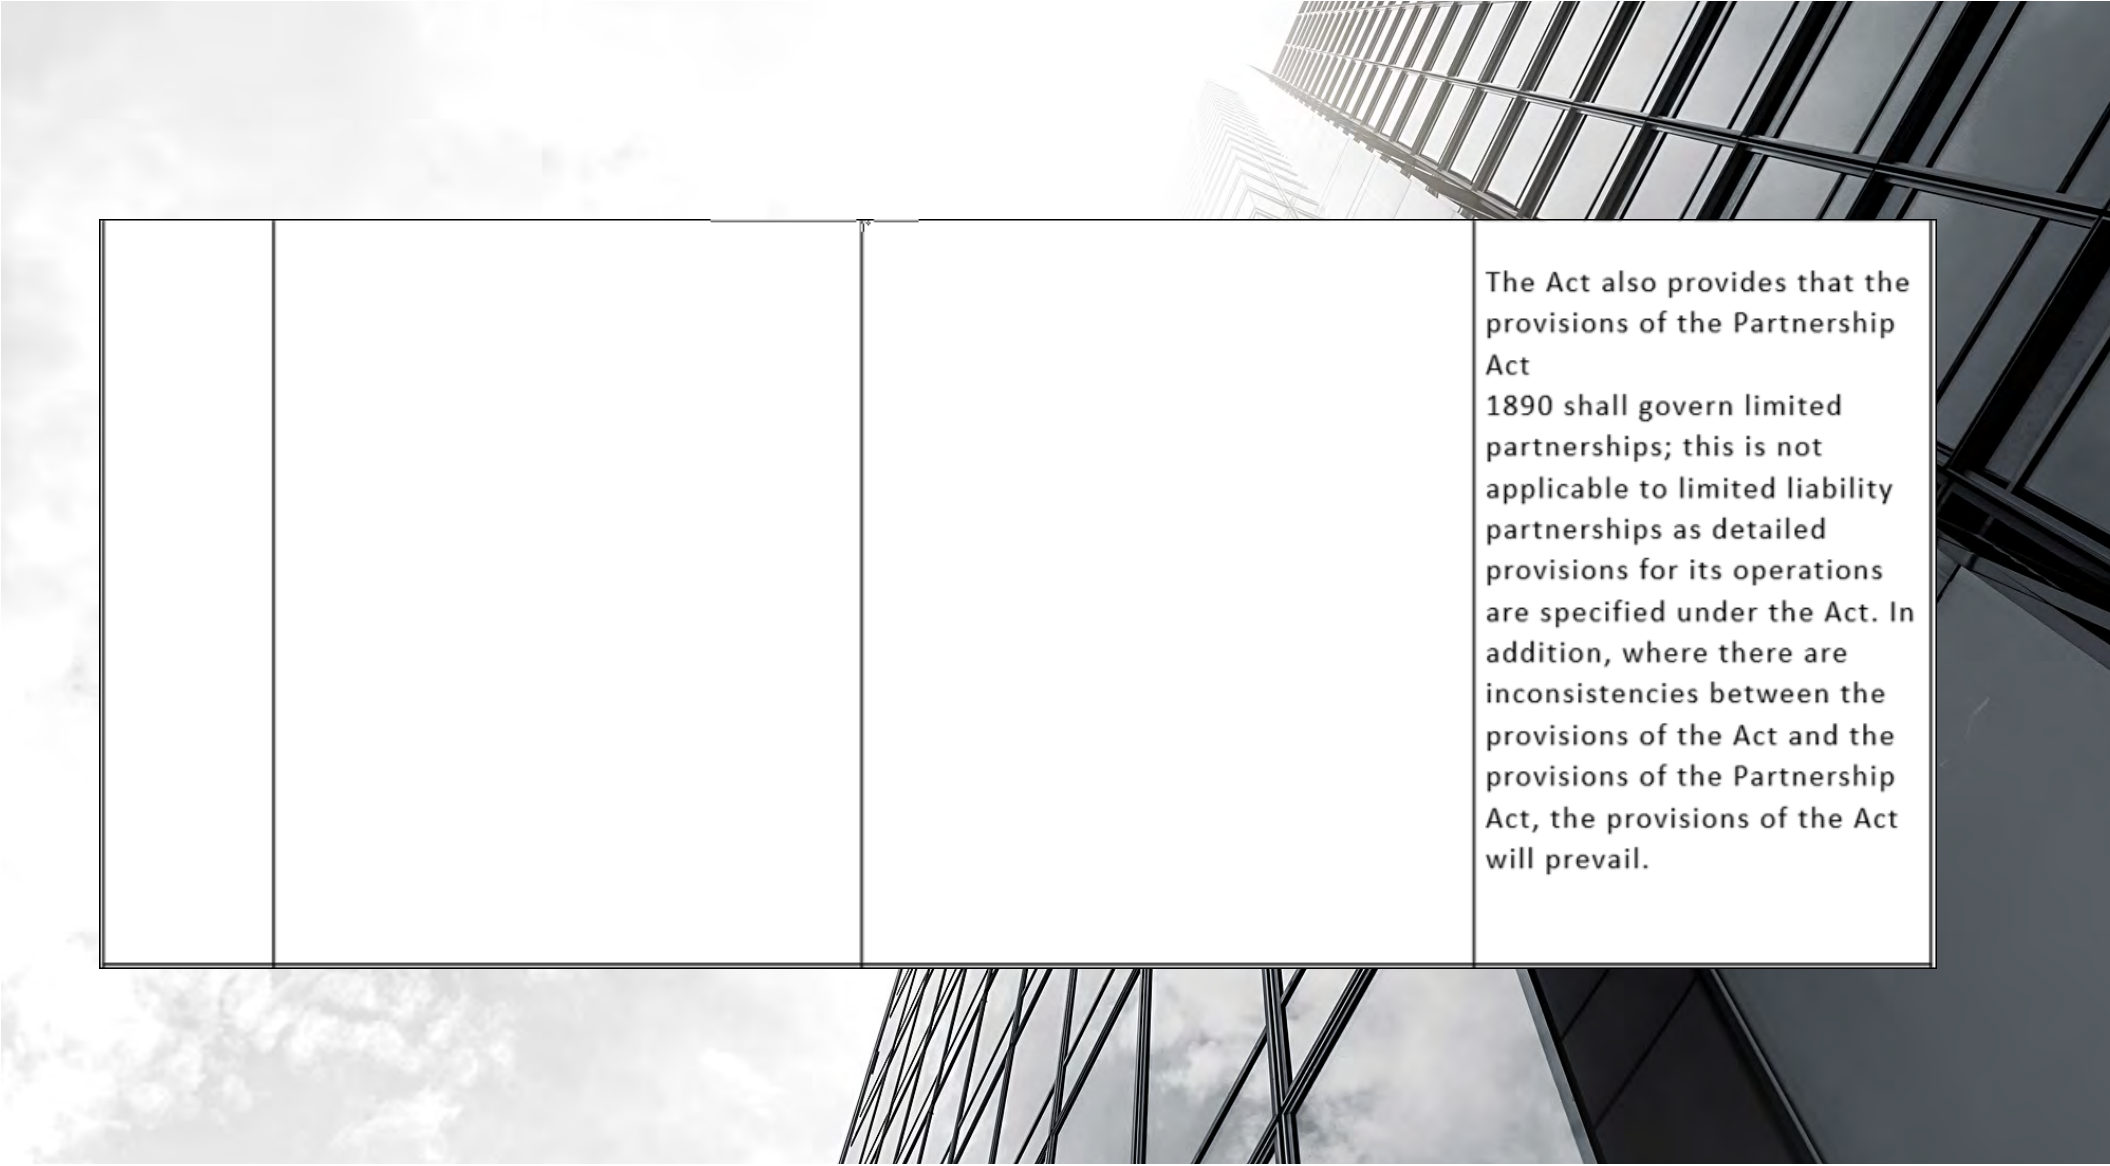 The Act also provides that the
provisions of the Partnership
Act
1890 shall govern limited
partnerships; this is not
applicable to limited liability
partnerships as detailed
provisions for its operations
are specified under the Act. In
addition, where there are
inconsistencies between the
provisions of the Act and the
provisions of the Partnership
Act, the provisions of the Act
will prevail.